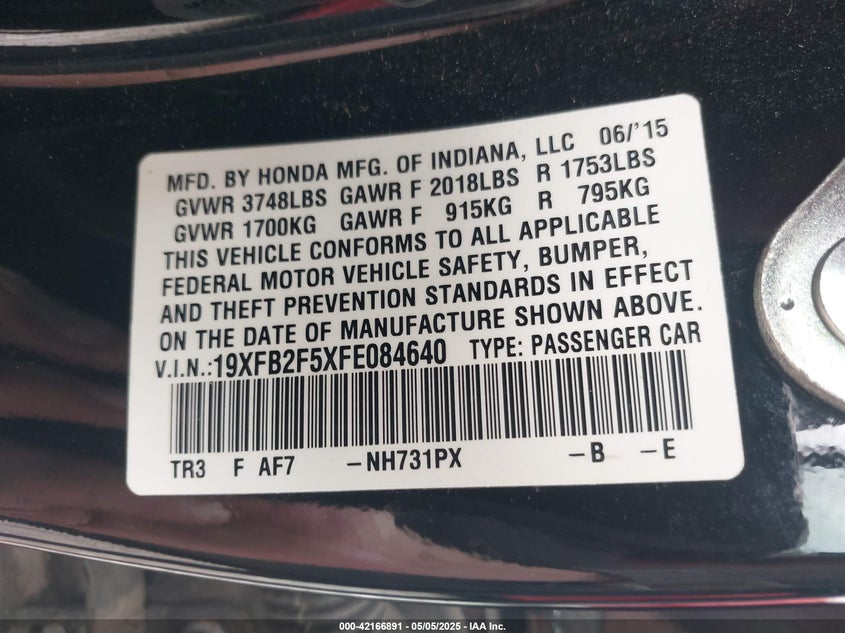 MFD. BY HONDA MFG. OF INDIANA, LLC 06/'15
GVWR 3748LBS GAWR F 2018LBS R 1753LBS
GVWR 1700KG GAWR F 915KG R 795KG
THIS VEHICLE CONFORMS TO ALL APPLICABLE
FEDERAL MOTOR VEHICLE SAFETY, BUMPER,
AND THEFT PREVENTION STANDARDS IN EFFECT
ON THE DATE OF MANUFACTURE SHOWN ABOVE.
V.I.N.:19XFB2F5XFE084640 TYPE: PASSENGER CAR
TR3 F AF7 -NH731PX -B -E
000-42166891 | 05/05/2025 - IAA Inc.